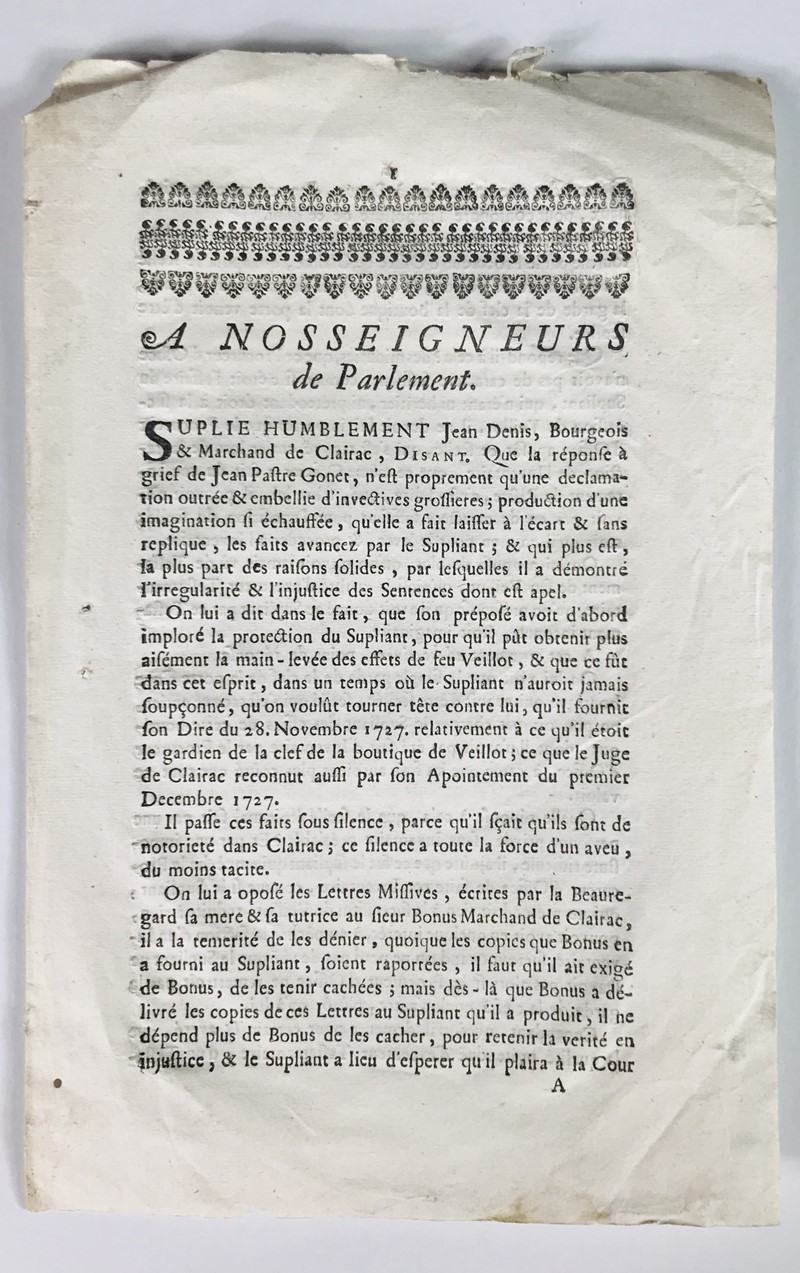 1
A NOSSEIGNEURS
de Parlement.
SUPLIE HUMBLEMENT Jean Denis, Bourgeois
& Marchand de Clairac, DISANT. Que la réponſe à
grief de Jean Paſtre Gonet, n'eſt proprement qu'une declama-
tion outrée & embellie d'invectives groſſieres ; production d'une
imagination ſi échauffée, qu'elle a fait laiſſer à l'écart & ſans
replique , les faits avancez par le Supliant ; & qui plus eſt,
la plus part des raiſons ſolides , par leſquelles il a démontré
l'irregularité & l'injuſtice des Sentences dont eſt apel.
On lui a dit dans le fait, que ſon prépoſé avoit d'abord
imploré la protection du Supliant, pour qu'il pût obtenir plus
aiſément la main-levée des effets de feu Veillot, & que ce fût
dans cet eſprit, dans un temps où le Supliant n'auroit jamais
ſoupçonné, qu'on voulût tourner tête contre lui, qu'il fournit
ſon Dire du 28. Novembre 1727. relativement à ce qu'il étoit
le gardien de la clef de la boutique de Veillot ; ce que le Juge
de Clairac reconnut auſſi par ſon Apointement du premier
Decembre 1727.
Il paſſe ces faits ſous ſilence , parce qu'il ſçait qu'ils ſont de
notorieté dans Clairac ; ce ſilence a toute la force d'un aveu ,
du moins tacite.
On lui a opoſé les Lettres Miſſives , écrites par la Beaure-
gard ſa mere & ſa tutrice au ſieur Bonus Marchand de Clairac,
il a la temerité de les dénier , quoique les copies que Bonus en
a fourni au Supliant , ſoient raporrées , il faut qu'il ait exigé
de Bonus, de les tenir cachées ; mais dès-là que Bonus a dé-
livré les copies de ces Lettres au Supliant qu'il a produit, il ne
dépend plus de Bonus de les cacher, pour retenir la verité en
injuſtice , & le Supliant a lieu d'eſperer qu'il plaira à la Cour
A